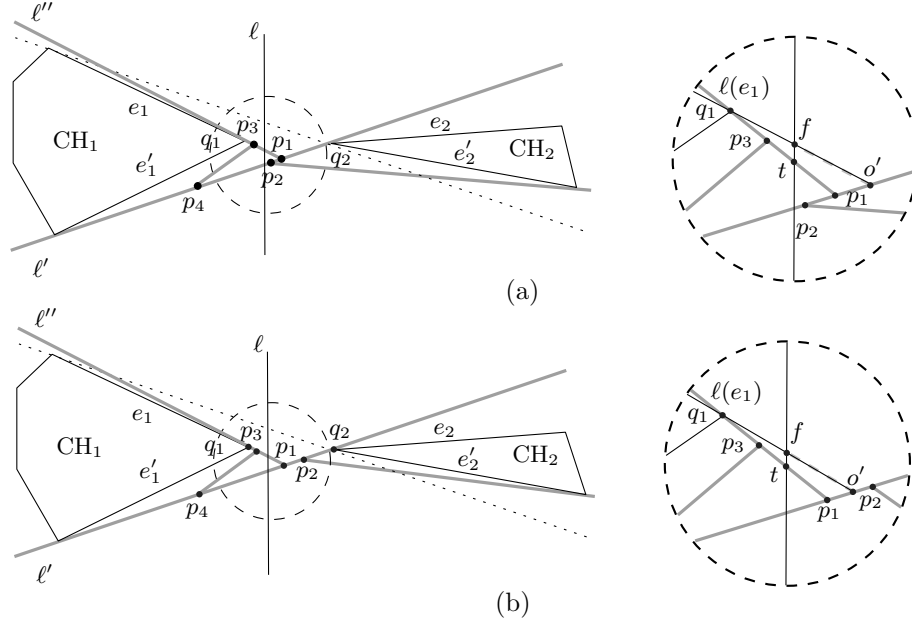 ℓ''
ℓ
e₁
q₁
p₃
p₁
CH₁
e₂
CH₂
e₁'
q₂
e₂'
p₂
p₄
ℓ'
ℓ(e₁)
q₁
f
p₃
t
o'
p₁
p₂
(a)
ℓ''
ℓ
e₁
q₁
p₃
q₂
p₁
CH₁
e₂
CH₂
e₁'
e₂'
p₂
p₄
ℓ'
ℓ(e₁)
q₁
f
p₃
t
o'
p₁
p₂
(b)